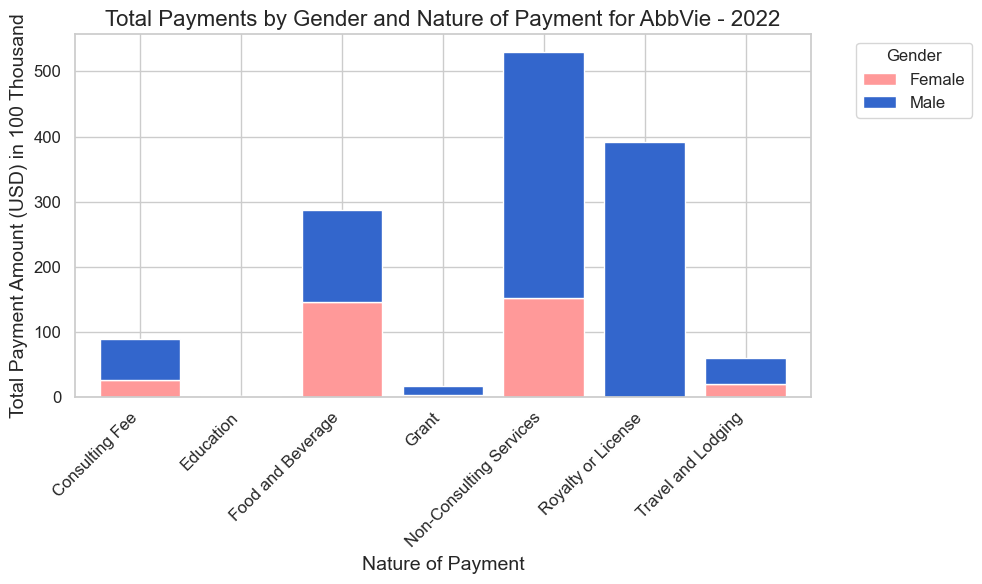 Total Payments by Gender and Nature of Payment for AbbVie - 2022
Total Payment Amount (USD) in 100 Thousand
500
400
300
200
100
0
Consulting Fee
Education
Food and Beverage
Grant
Non-Consulting Services
Royalty or License
Travel and Lodging
Nature of Payment
Gender
Female
Male